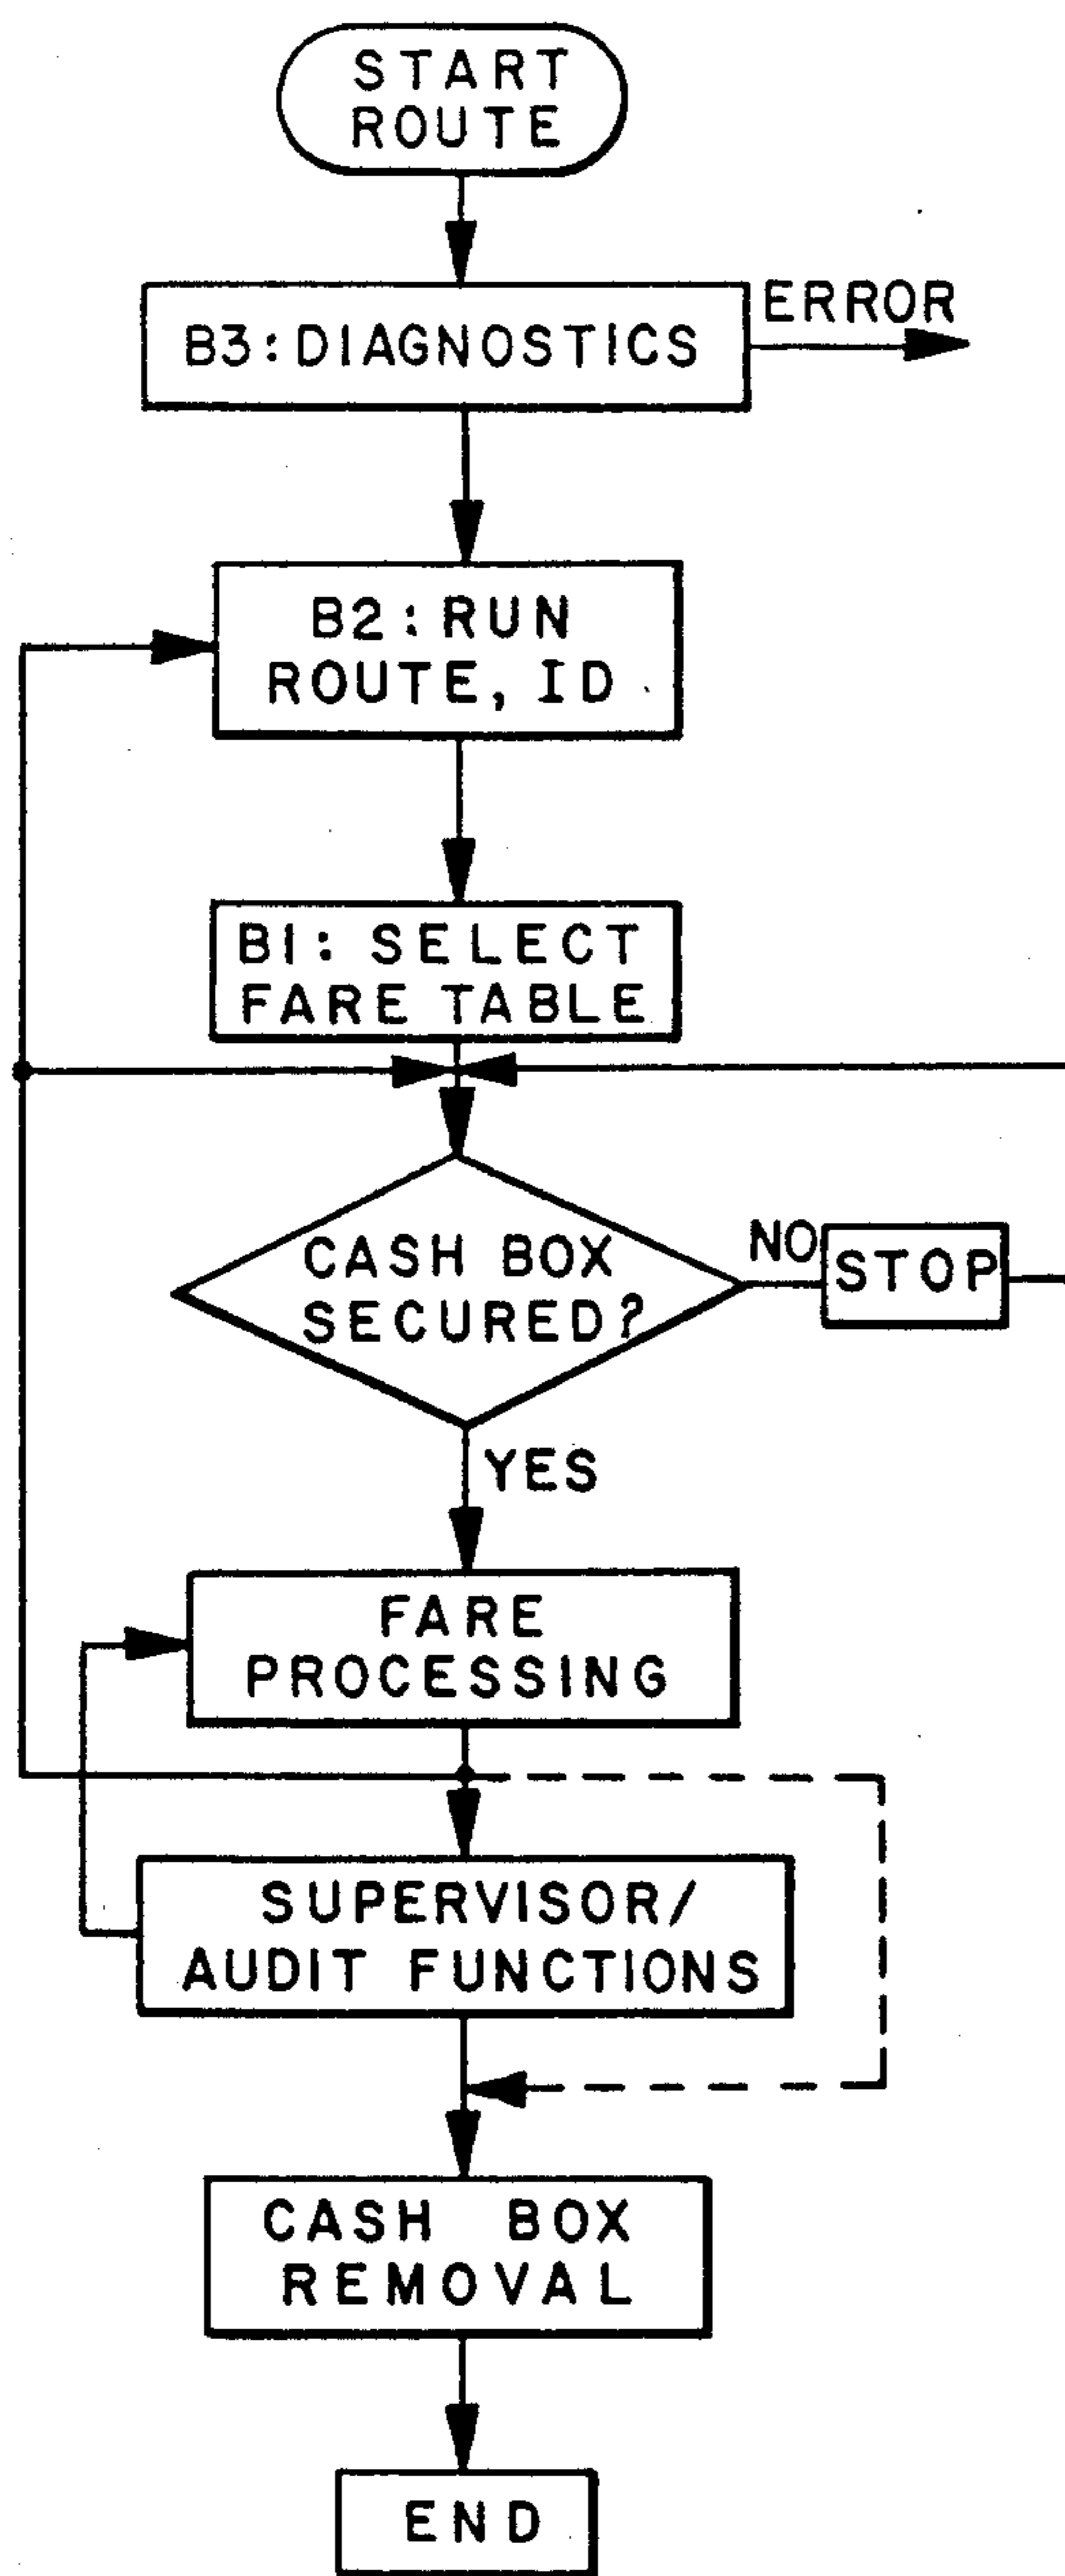 START
ROUTE
B3:DIAGNOSTICS
ERROR
B2:RUN
ROUTE, ID
B1: SELECT
FARE TABLE
CASH BOX
SECURED?
NO
STOP
YES
FARE
PROCESSING
SUPERVISOR/
AUDIT FUNCTIONS
CASH BOX
REMOVAL
END